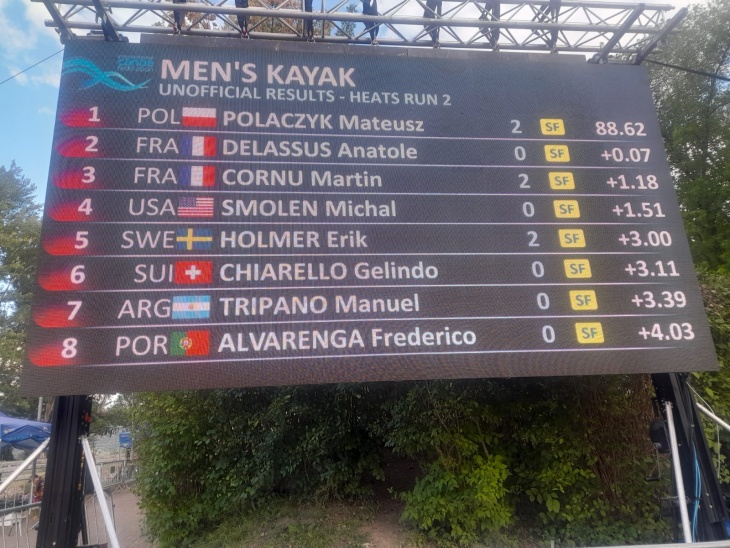 MEN'S KAYAK
UNOFFICIAL RESULTS - HEATS RUN 2
1 POL POLACZYK Mateusz 2 SF 88.62
2 FRA DELASSUS Anatole 0 SF +0.07
3 FRA CORNU Martin 2 SF +1.18
4 USA SMOLEN Michal 0 SF +1.51
5 SWE HOLMER Erik 2 SF +3.00
6 SUI CHIARELLO Gelindo 0 SF +3.11
7 ARG TRIPANO Manuel 0 SF +3.39
8 POR ALVARENGA Frederico 0 SF +4.03